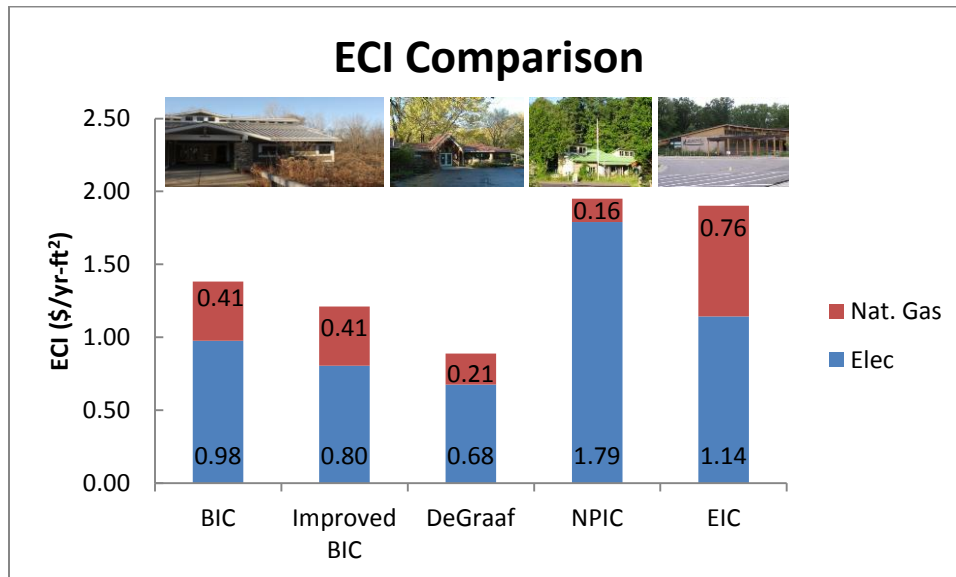 ECI Comparison
ECI ($/yr-ft²)
2.50
2.00
1.50
1.00
0.50
0.00
0.41
0.41
0.21
0.16
0.76
0.98
0.80
0.68
1.79
1.14
BIC
Improved
BIC
DeGraaf
NPIC
EIC
Nat. Gas
Elec